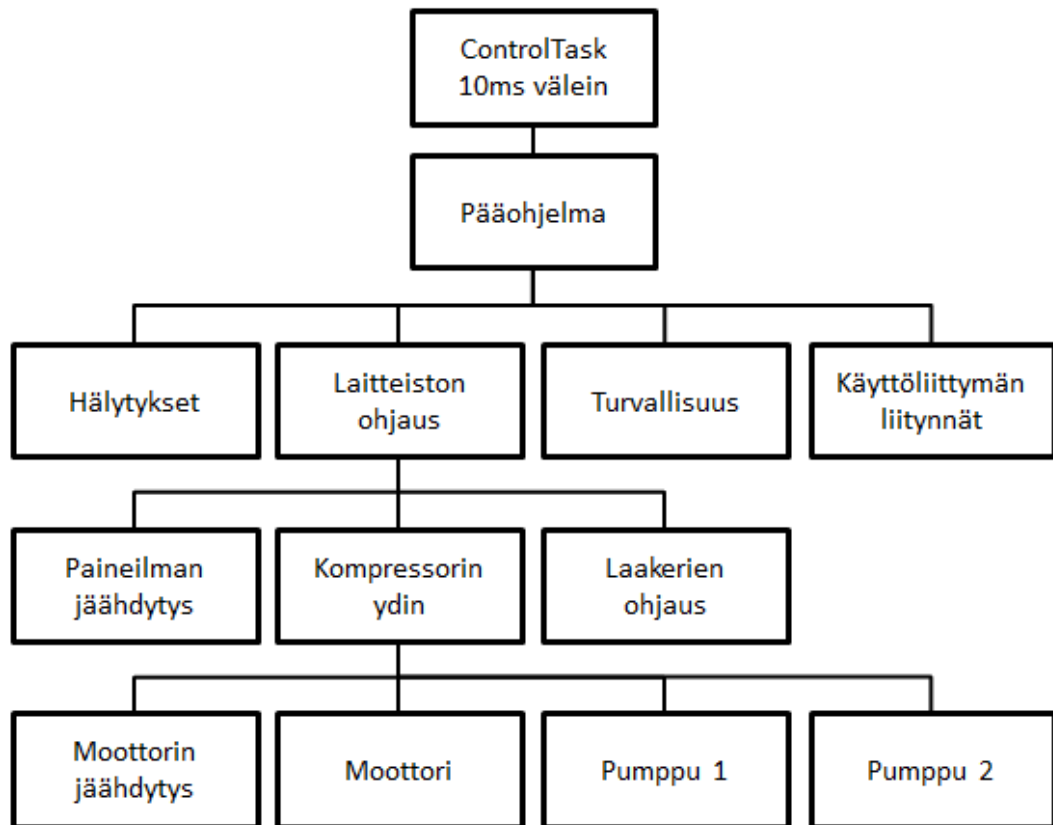 ControlTask
10ms välein
Pääohjelma
Hälytykset
Laitteiston
ohjaus
Turvallisuus
Käyttöliittymän
liitynnät
Paineilman
jäähdytys
Kompressorin
ydin
Laakerien
ohjaus
Moottorin
jäähdytys
Moottori
Pumppu 1
Pumppu 2